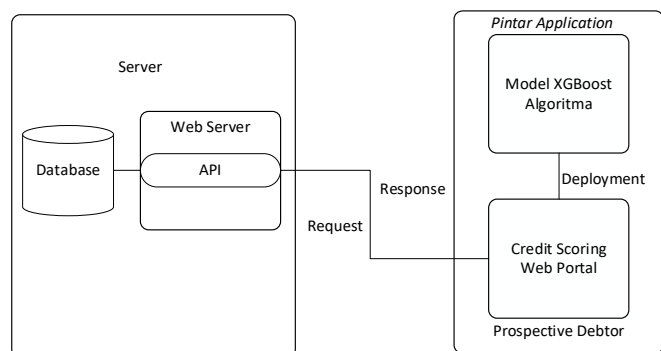 Pintar Application
Server
Model XGBoost
Algoritma
Web Server
Database
API
Deployment
Response
Request
Credit Scoring
Web Portal
Prospective Debtor